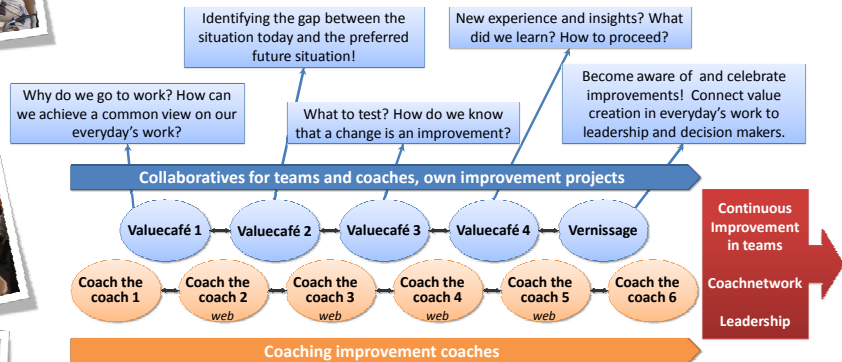 Identifying the gap between the
situation today and the preferred
future situation!
New experience and insights? What
did we learn? How to proceed?
Why do we go to work? How can
we achieve a common view on our
everyday's work?
What to test? How do we know
that a change is an improvement?
Become aware of and celebrate
improvements! Connect value
creation in everyday's work to
leadership and decision makers.
Collaboratives for teams and coaches, own improvement projects
Valuecafé 1
Valuecafé 2
Valuecafé 3
Valuecafé 4
Vernissage
Coach the
coach 1
Coach the
coach 2
web
Coach the
coach 3
web
Coach the
coach 4
web
Coach the
coach 5
web
Coach the
coach 6
Continuous
Improvement
in teams
Coachnetwork
Leadership
Coaching improvement coaches